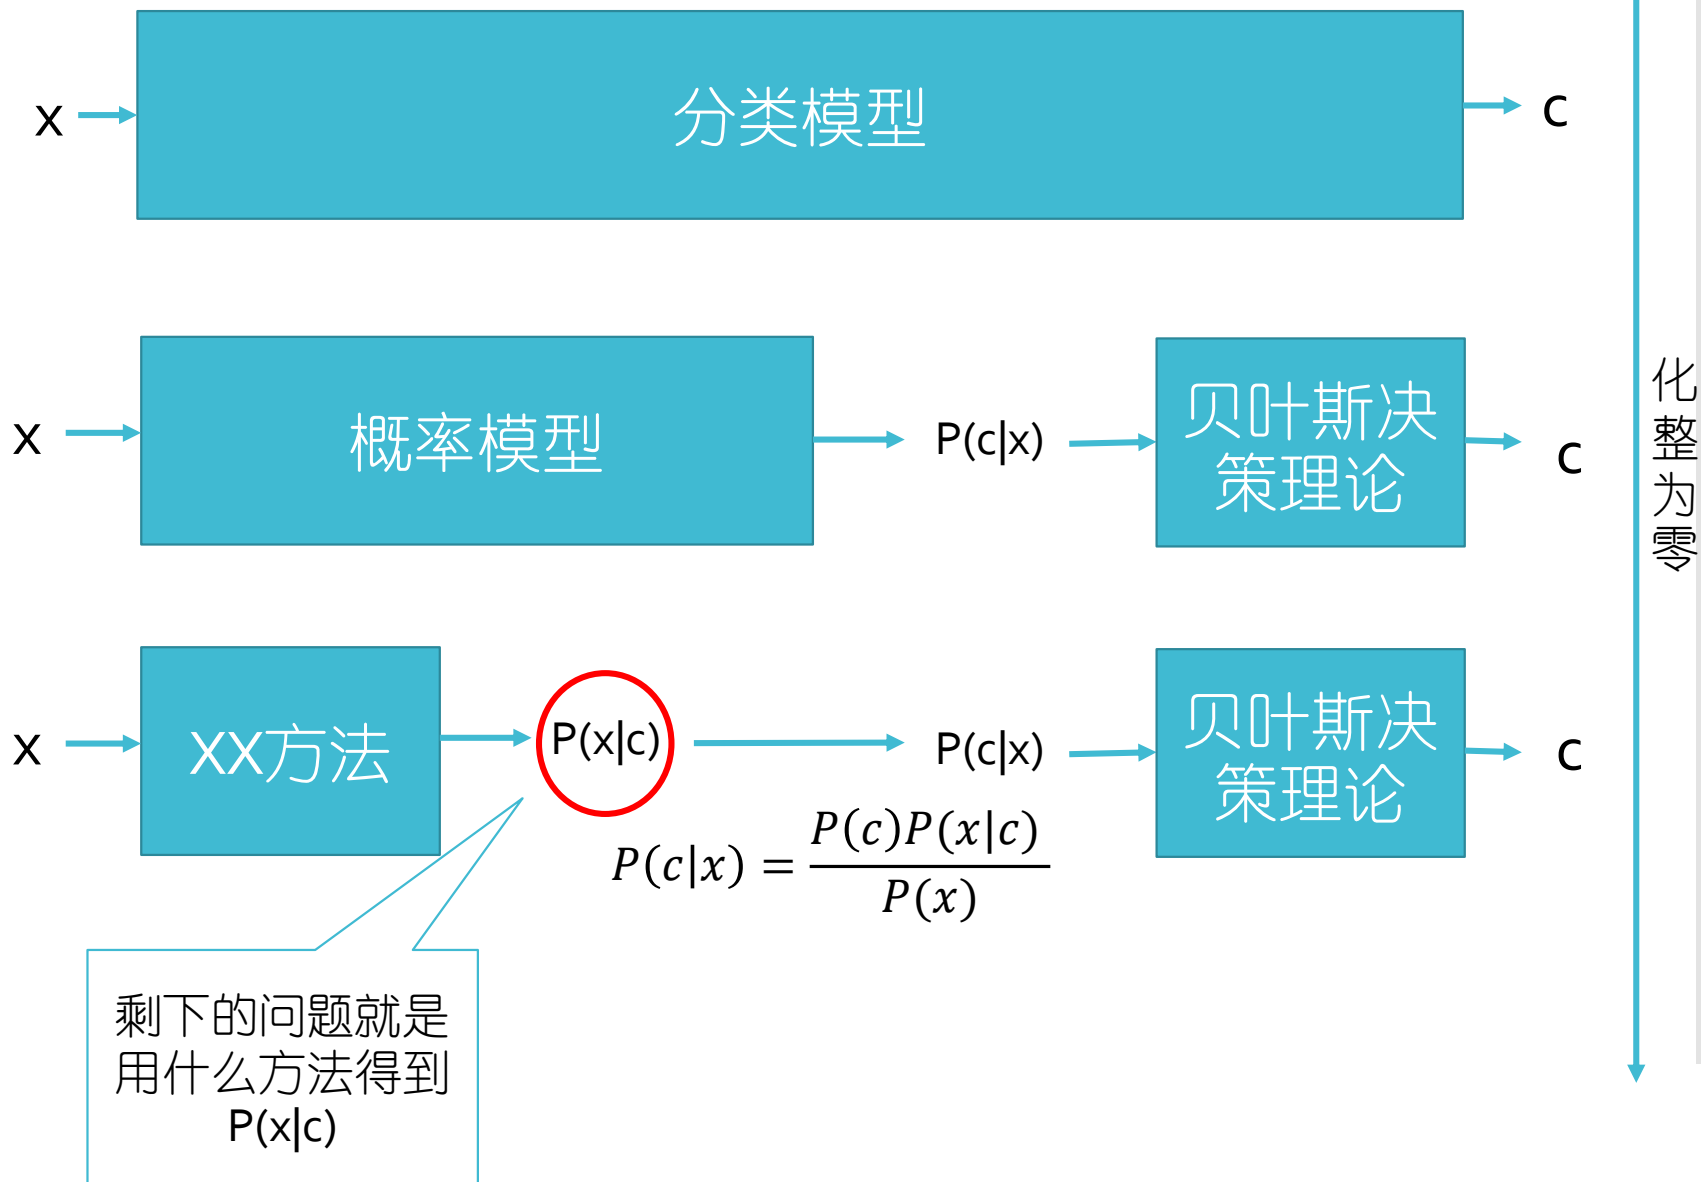 x
分类模型
c
x
概率模型
P(c|x)
贝叶斯决
策理论
c
x
XX方法
P(x|c)
P(c|x)
贝叶斯决
策理论
c
P(c|x) = P(c)P(x|c) / P(x)
剩下的问题就是
用什么方法得到
P(x|c)
化整为零